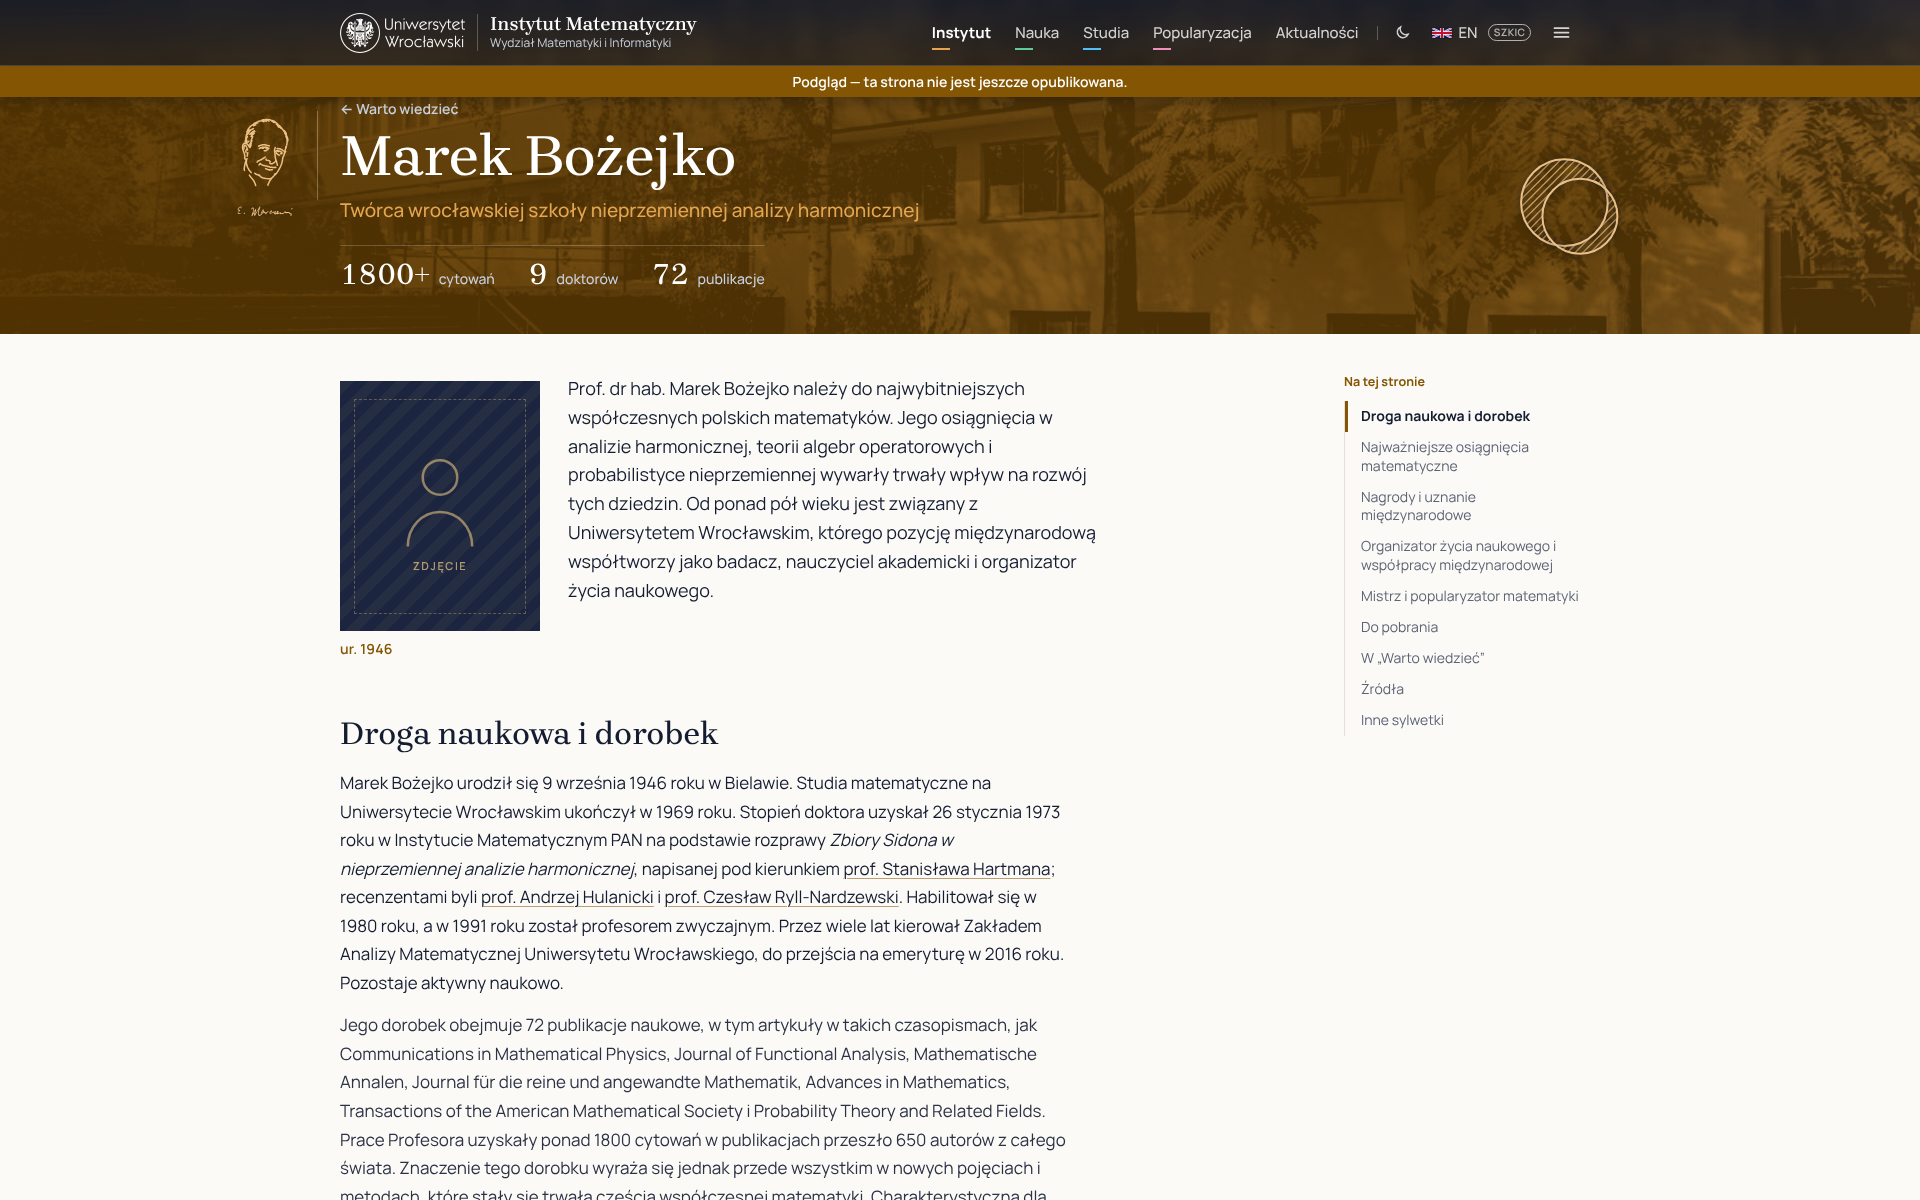 Uniwersytet
Wrocławski
Instytut Matematyczny
Wydział Matematyki i Informatyki
Instytut
Nauka
Studia
Popularyzacja
Aktualności
EN
SZKIC
Podgląd — ta strona nie jest jeszcze opublikowana.
← Warto wiedzieć
Marek Bożejko
Twórca wrocławskiej szkoły nieprzemiennej analizy harmonicznej
1800+ cytowań
9 doktorów
72 publikacje
ZDJĘCIE
ur. 1946
Prof. dr hab. Marek Bożejko należy do najwybitniejszych
współczesnych polskich matematyków. Jego osiągnięcia w
analizie harmonicznej, teorii algebr operatorowych i
probabilistyce nieprzemiennej wywarły trwały wpływ na rozwój
tych dziedzin. Od ponad pół wieku jest związany z
Uniwersytetem Wrocławskim, którego pozycję międzynarodową
współtworzy jako badacz, nauczyciel akademicki i organizator
życia naukowego.
Droga naukowa i dorobek
Marek Bożejko urodził się 9 września 1946 roku w Bielawie. Studia matematyczne na
Uniwersytecie Wrocławskim ukończył w 1969 roku. Stopień doktora uzyskał 26 stycznia 1973
roku w Instytucie Matematycznym PAN na podstawie rozprawy Zbiory Sidona w
nieprzemiennej analizie harmonicznej, napisanej pod kierunkiem prof. Stanisława Hartmana;
recenzentami byli prof. Andrzej Hulanicki i prof. Czesław Ryll-Nardzewski. Habilitował się w
1980 roku, a w 1991 roku został profesorem zwyczajnym. Przez wiele lat kierował Zakładem
Analizy Matematycznej Uniwersytetu Wrocławskiego, do przejścia na emeryturę w 2016 roku.
Pozostaje aktywny naukowo.
Jego dorobek obejmuje 72 publikacje naukowe, w tym artykuły w takich czasopismach, jak
Communications in Mathematical Physics, Journal of Functional Analysis, Mathematische
Annalen, Journal für die reine und angewandte Mathematik, Advances in Mathematics,
Transactions of the American Mathematical Society i Probability Theory and Related Fields.
Prace Profesora uzyskały ponad 1800 cytowań w publikacjach przeszło 650 autorów z całego
świata. Znaczenie tego dorobku wyraża się jednak przede wszystkim w nowych pojęciach i
metodach, które stały się trwałą częścią współczesnej matematyki. Charakterystyczna dla
Na tej stronie
Droga naukowa i dorobek
Najważniejsze osiągnięcia
matematyczne
Nagrody i uznanie
międzynarodowe
Organizator życia naukowego i
współpracy międzynarodowej
Mistrz i popularyzator matematyki
Do pobrania
W „Warto wiedzieć”
Źródła
Inne sylwetki